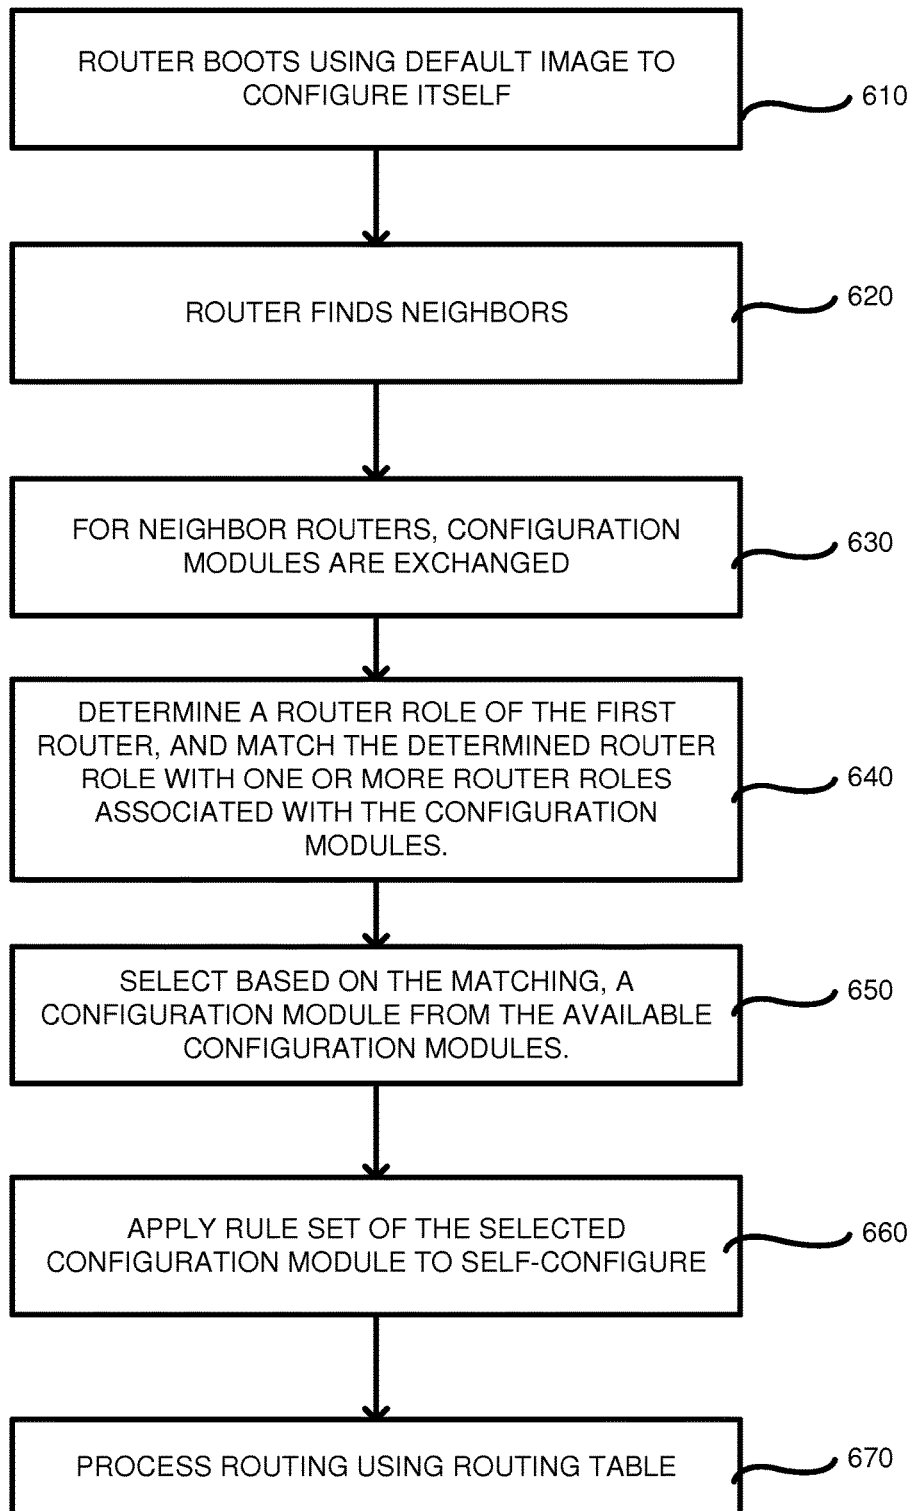 ROUTER BOOTS USING DEFAULT IMAGE TO
CONFIGURE ITSELF
610
ROUTER FINDS NEIGHBORS
620
FOR NEIGHBOR ROUTERS, CONFIGURATION
MODULES ARE EXCHANGED
630
DETERMINE A ROUTER ROLE OF THE FIRST
ROUTER, AND MATCH THE DETERMINED ROUTER
ROLE WITH ONE OR MORE ROUTER ROLES
ASSOCIATED WITH THE CONFIGURATION
MODULES.
640
SELECT BASED ON THE MATCHING, A
CONFIGURATION MODULE FROM THE AVAILABLE
CONFIGURATION MODULES.
650
APPLY RULE SET OF THE SELECTED
CONFIGURATION MODULE TO SELF-CONFIGURE
660
PROCESS ROUTING USING ROUTING TABLE
670